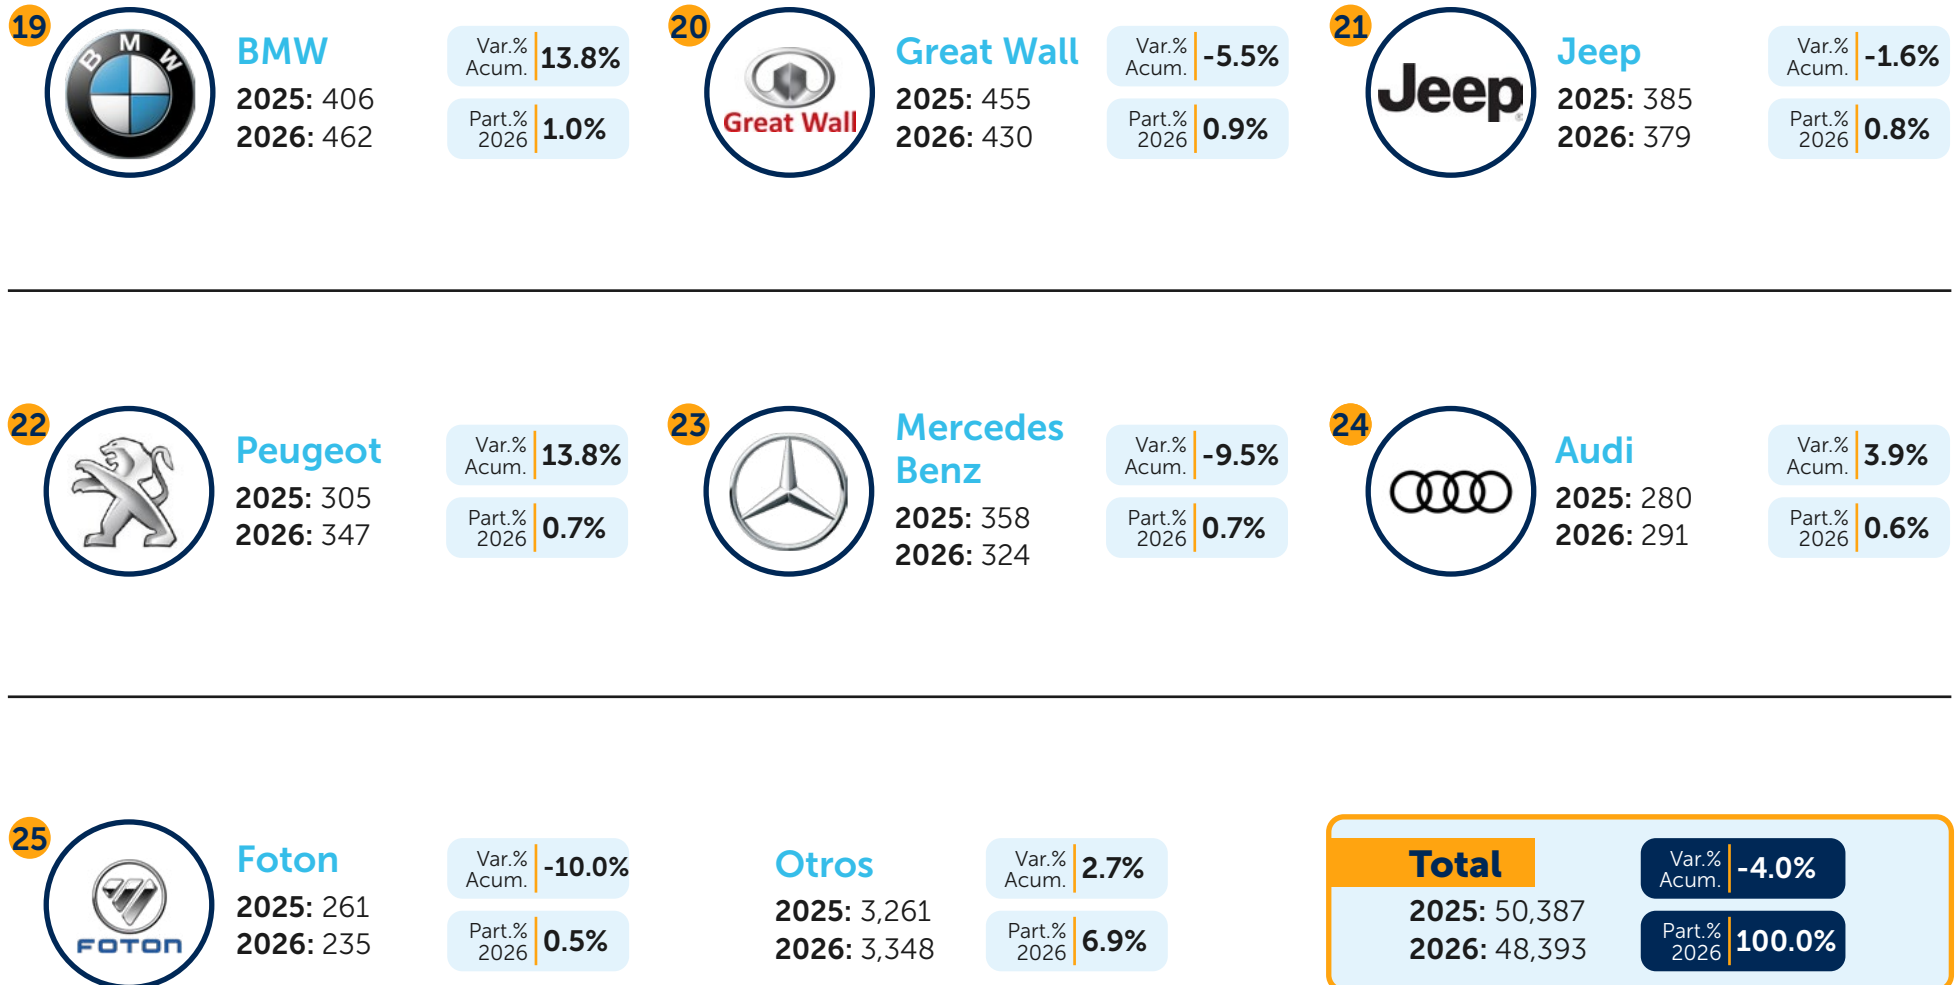 19
BMW
BMW
2025: 406
2026: 462
Var.%
Acum.
13.8%
Part.%
2026
1.0%
20
Great Wall
Great Wall
2025: 455
2026: 430
Var.%
Acum.
-5.5%
Part.%
2026
0.9%
21
Jeep
®
Jeep
2025: 385
2026: 379
Var.%
Acum.
-1.6%
Part.%
2026
0.8%
22
Peugeot
2025: 305
2026: 347
Var.%
Acum.
13.8%
Part.%
2026
0.7%
23
Mercedes
Benz
2025: 358
2026: 324
Var.%
Acum.
-9.5%
Part.%
2026
0.7%
24
Audi
2025: 280
2026: 291
Var.%
Acum.
3.9%
Part.%
2026
0.6%
25
FOTON
Foton
2025: 261
2026: 235
Var.%
Acum.
-10.0%
Part.%
2026
0.5%
Otros
2025: 3,261
2026: 3,348
Var.%
Acum.
2.7%
Part.%
2026
6.9%
Total
2025: 50,387
2026: 48,393
Var.%
Acum.
-4.0%
Part.%
2026
100.0%